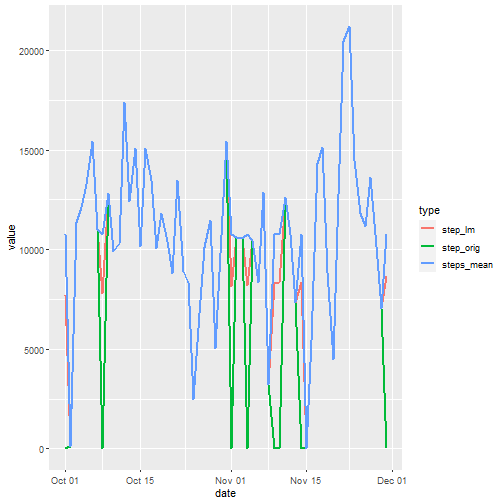 20000
15000
10000
5000
0
value
Oct 01 Oct 15 Nov 01 Nov 15 Dec 01
date
type
step_lm
step_orig
steps_mean